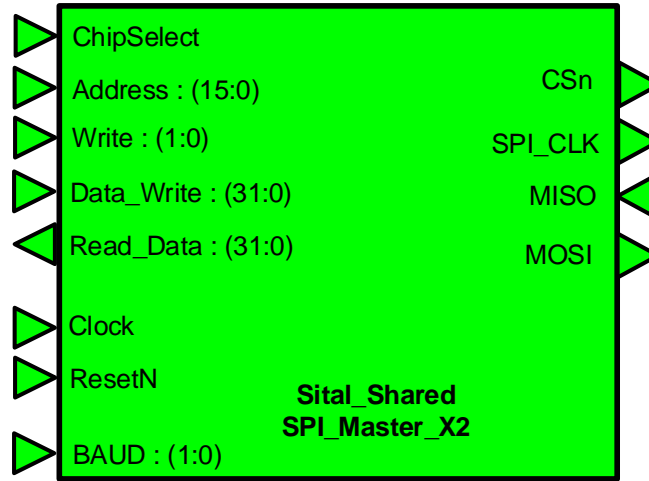 ChipSelect
Address : (15:0)
Write : (1:0)
Data_Write : (31:0)
Read_Data : (31:0)
Clock
ResetN
BAUD : (1:0)
CSn
SPI_CLK
MISO
MOSI
Sital_Shared
SPI_Master_X2